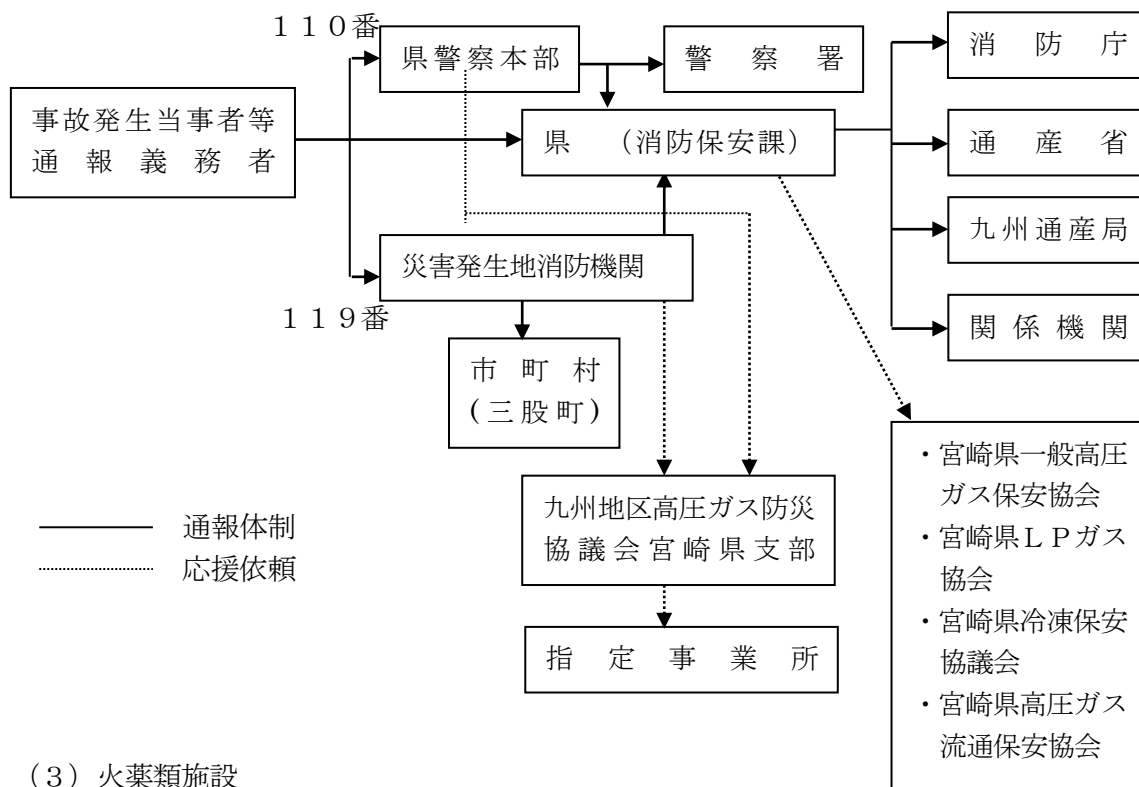 １１０番
県警察本部
警察署
消防庁
事故発生当事者等
通報義務者
県　（消防保安課）
通産省
九州通産局
災害発生地消防機関
１１９番
関係機関
市町村
(三股町)
・宮崎県一般高圧
ガス保安協会
・宮崎県ＬＰガス
協会
・宮崎県冷凍保安
協議会
・宮崎県高圧ガス
流通保安協会
九州地区高圧ガス防災
協議会宮崎県支部
通報体制
応援依頼
指定事業所
（３）火薬類施設